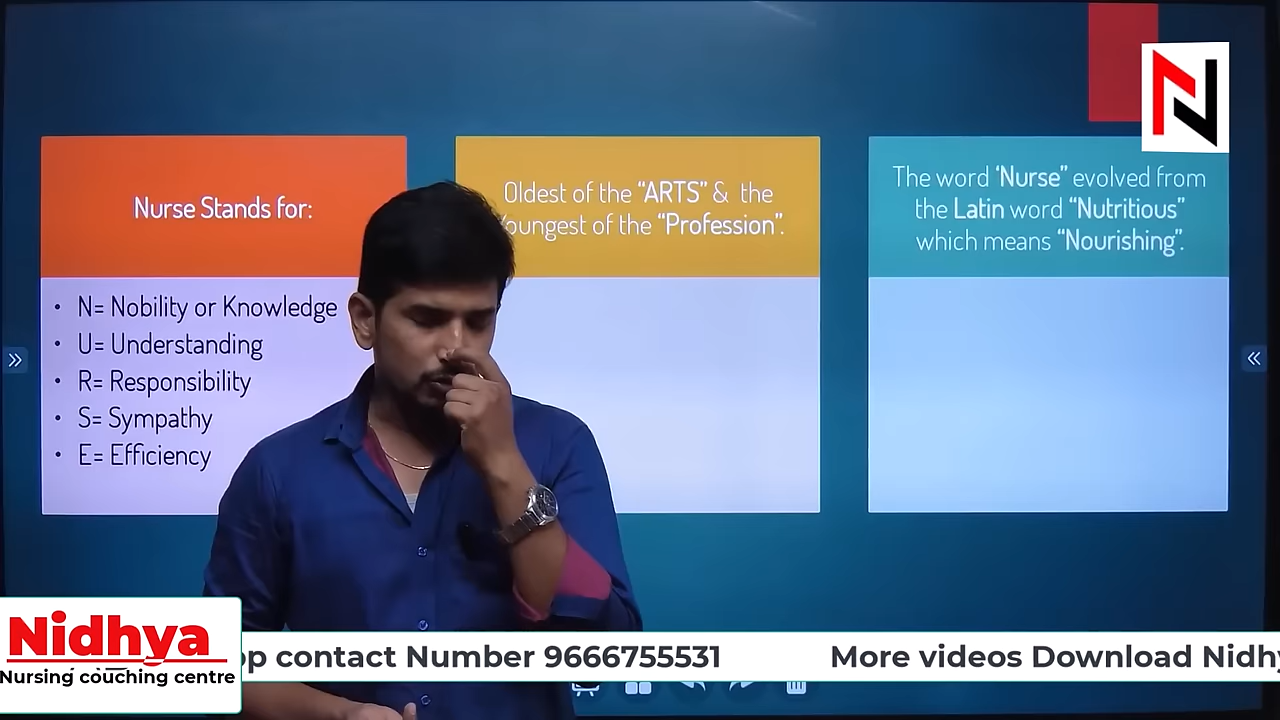 Nurse Stands for:
• N= Nobility or Knowledge
• U= Understanding
• R= Responsibility
• S= Sympathy
• E= Efficiency
Oldest of the “ARTS” & the
oungest of the “Profession”.
The word ‘Nurse” evolved from
the Latin word “Nutritious”
which means “Nourishing”.
N
Nidhya
Nursing couching centre
op contact Number 9666755531
More videos Download Nidhy